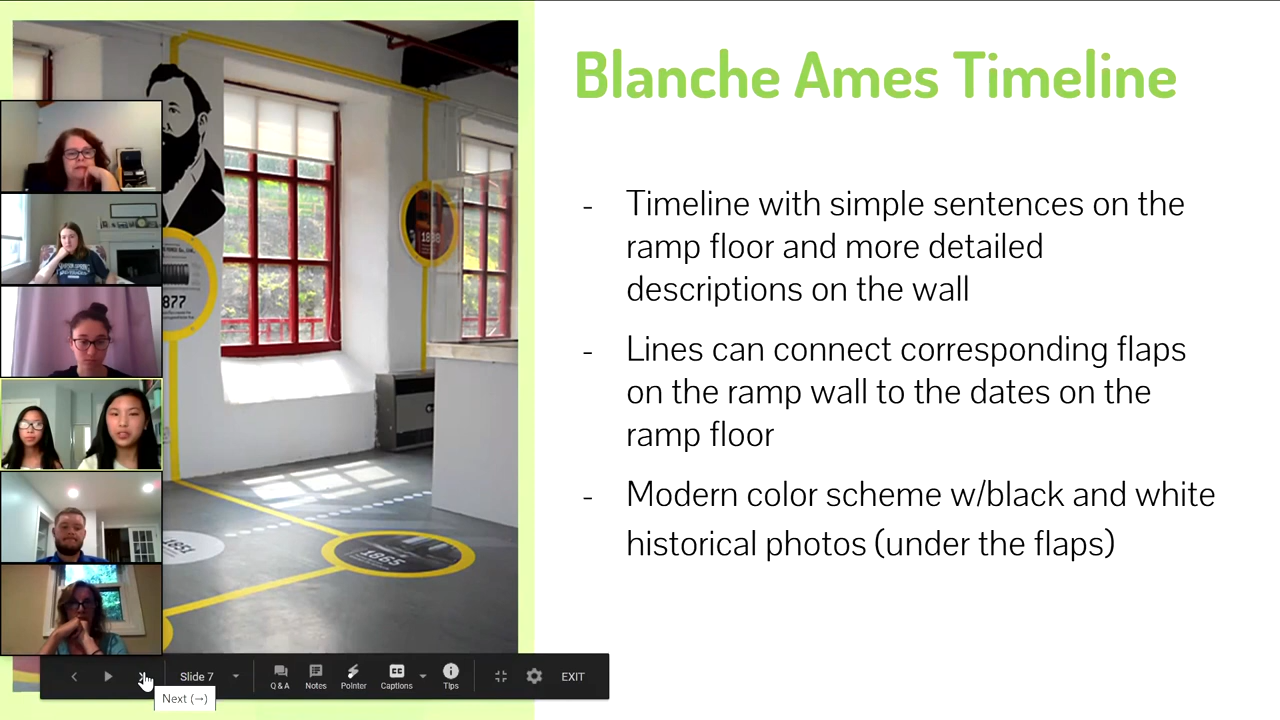 Blanche Ames Timeline
- Timeline with simple sentences on the
ramp floor and more detailed
descriptions on the wall
- Lines can connect corresponding flaps
on the ramp wall to the dates on the
ramp floor
- Modern color scheme w/black and white
historical photos (under the flaps)
877
1898
1851
1865
Slide 7
Q & A
Notes
Pointer
Captions
Tips
EXIT
Next (→)